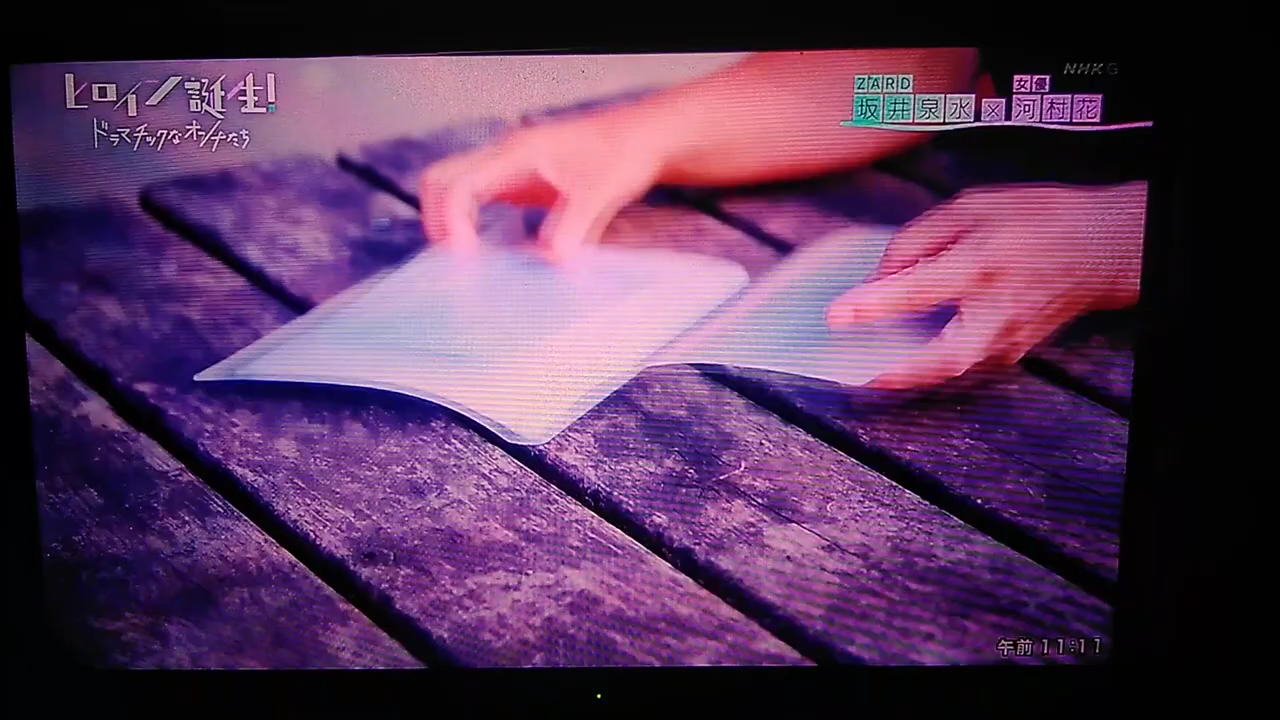 ヒロイン誕生!
ドラマチックなオンナたち
NHK G
ZARD 女優
坂井泉水×河村花
午前 11:11